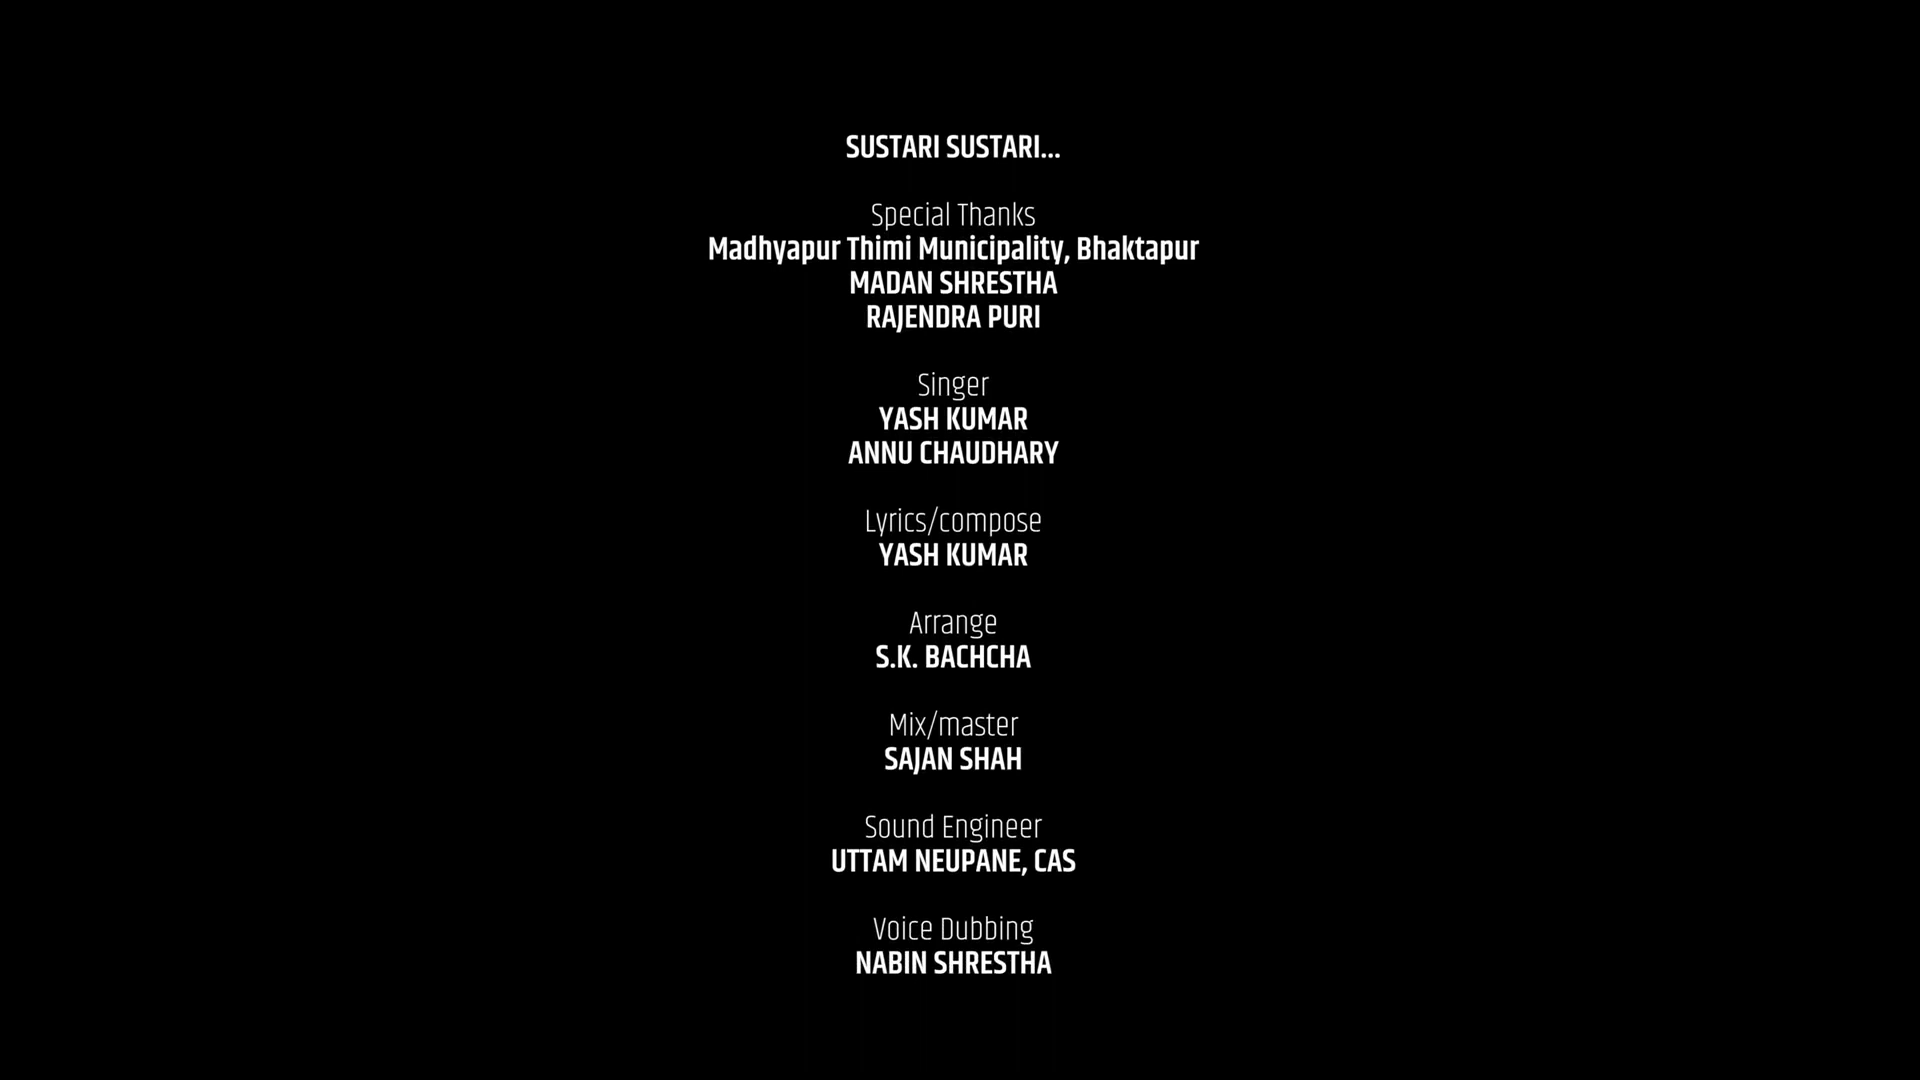 SUSTARI SUSTARI...
Special Thanks
Madhyapur Thimi Municipality, Bhaktapur
MADAN SHRESTHA
RAJENDRA PURI
Singer
YASH KUMAR
ANNU CHAUDHARY
Lyrics/compose
YASH KUMAR
Arrange
S.K. BACHCHA
Mix/master
SAJAN SHAH
Sound Engineer
UTTAM NEUPANE, CAS
Voice Dubbing
NABIN SHRESTHA